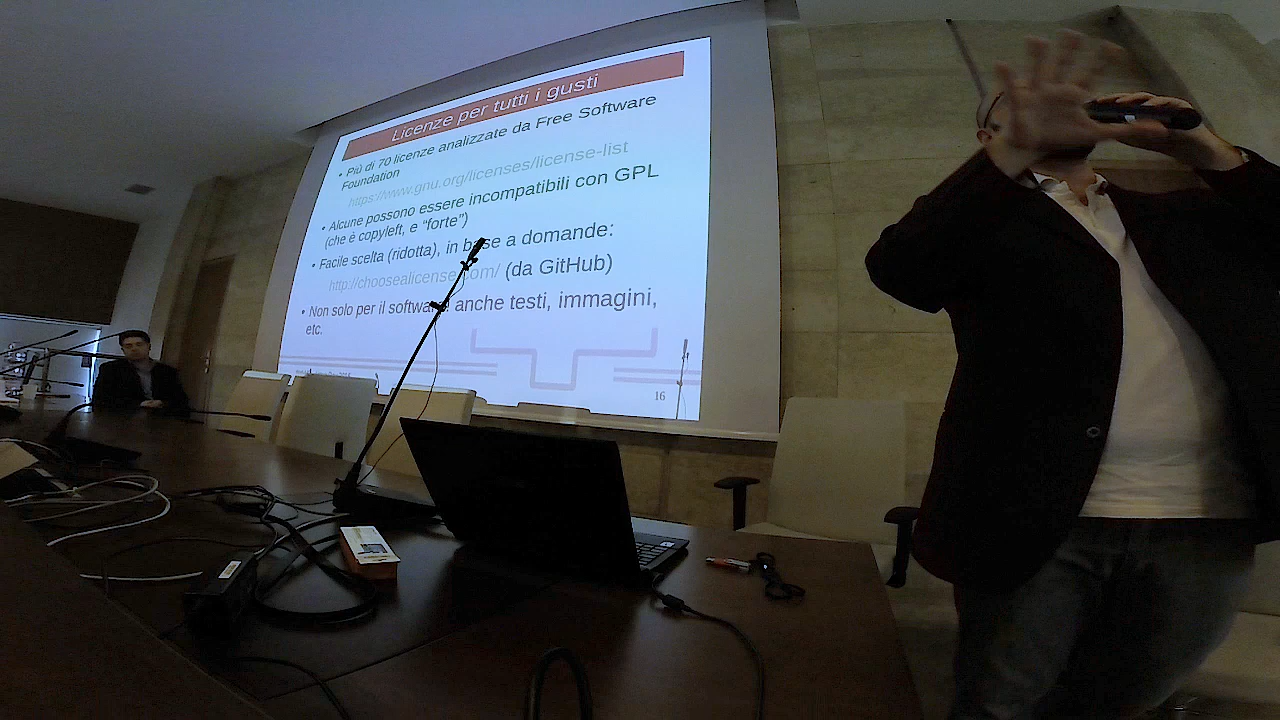 Licenze per tutti i gusti
• Più di 70 licenze analizzate da Free Software
Foundation
https://www.gnu.org/licenses/license-list
• Alcune possono essere incompatibili con GPL
(che è copyleft, e “forte”)
• Facile scelta (ridotta), in base a domande:
http://choosealicense.com/ (da GitHub)
• Non solo per il software: anche testi, immagini,
etc.
16